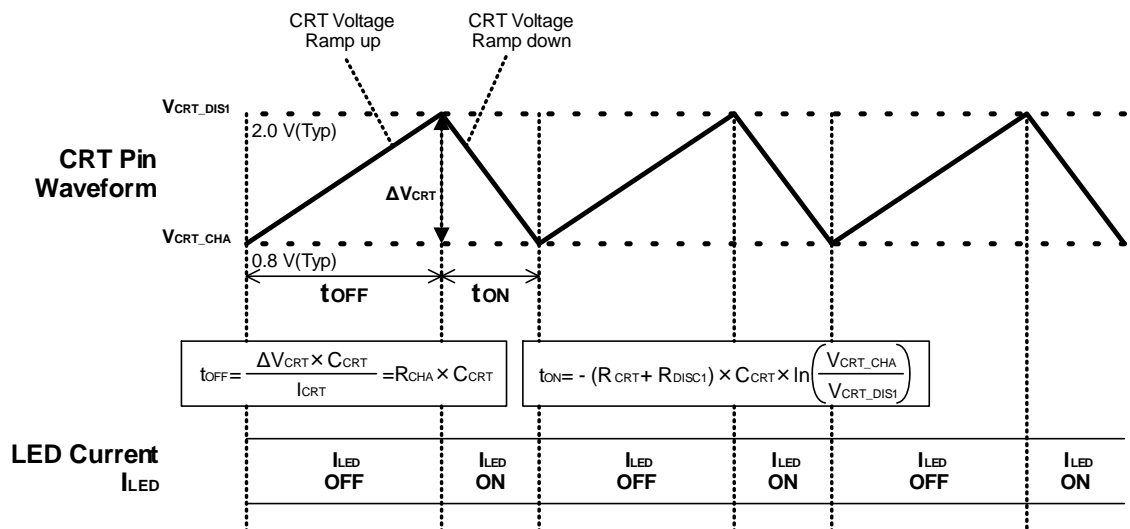 CRT Voltage
Ramp up
CRT Voltage
Ramp down
VCRT_DIS1
2.0 V(Typ)
CRT Pin
Waveform
ΔVCRT
VCRT_CHA
0.8 V(Typ)
tOFF
tON
tOFF= ΔVCRT × CCRT / ICRT =RCHA × CCRT
tON= - (RCRT+ RDISC1) × CCRT × ln(VCRT_CHA / VCRT_DIS1)
LED Current
ILED
ILED OFF
ILED ON
ILED OFF
ILED ON
ILED OFF
ILED ON